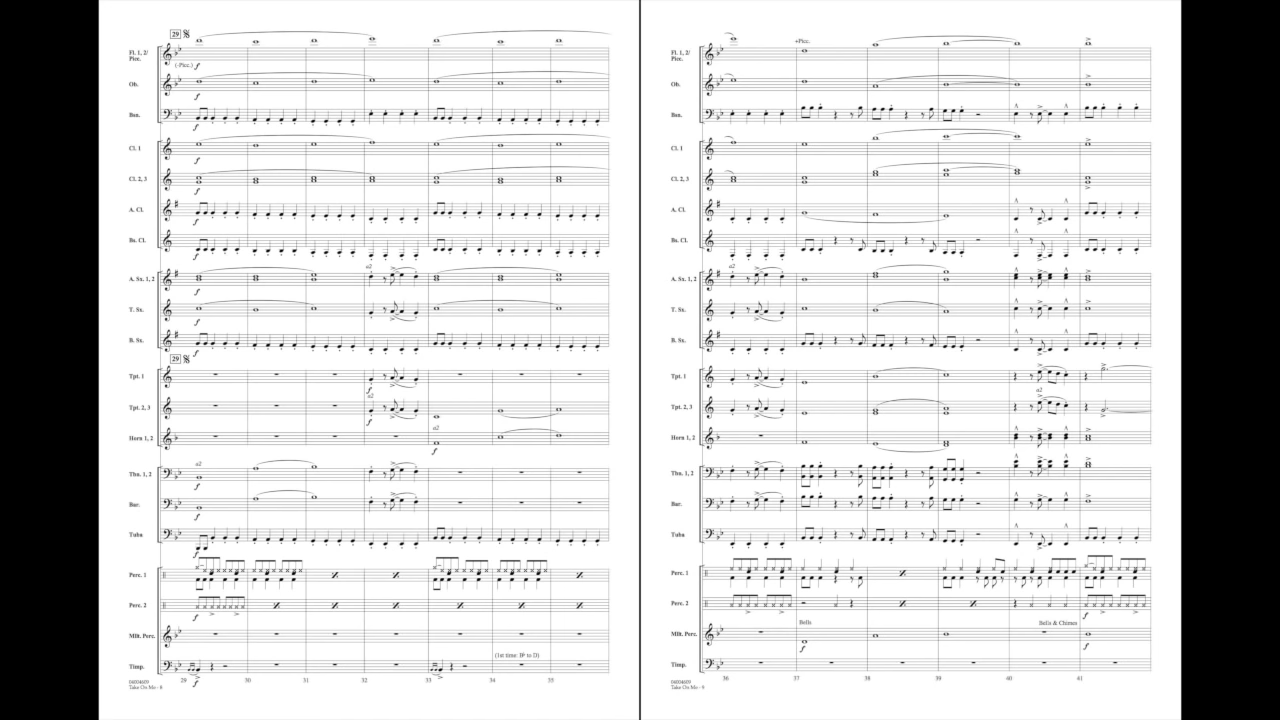 29
Fl. 1, 2/
Picc.
(-Picc.) f
Ob.
f
Bsn.
f
Cl. 1
f
Cl. 2, 3
f
A. Cl.
f
Bs. Cl.
f
A. Sx. 1, 2
f
a2
T. Sx.
f
B. Sx.
f
29
Tpt. 1
f
a2
Tpt. 2, 3
f
a2
Horn 1, 2
f
a2
Tbn. 1, 2
f
Bar.
f
Tuba
f
Perc. 1
f
Perc. 2
f
Mlt. Perc.
(1st time: B♭ to D)
Timp.
f
29 30 31 32 33 34 35
04004609
Take On Me - 8
+Picc.
Fl. 1, 2/
Picc.
Ob.
Bsn.
Cl. 1
Cl. 2, 3
A. Cl.
Bs. Cl.
a2
A. Sx. 1, 2
T. Sx.
B. Sx.
Tpt. 1
a2
Tpt. 2, 3
Horn 1, 2
Tbn. 1, 2
Bar.
Tuba
Perc. 1
Perc. 2
f
Bells
Bells & Chimes
Mlt. Perc.
f
f
Timp.
36 37 38 39 40 41
04004609
Take On Me - 9